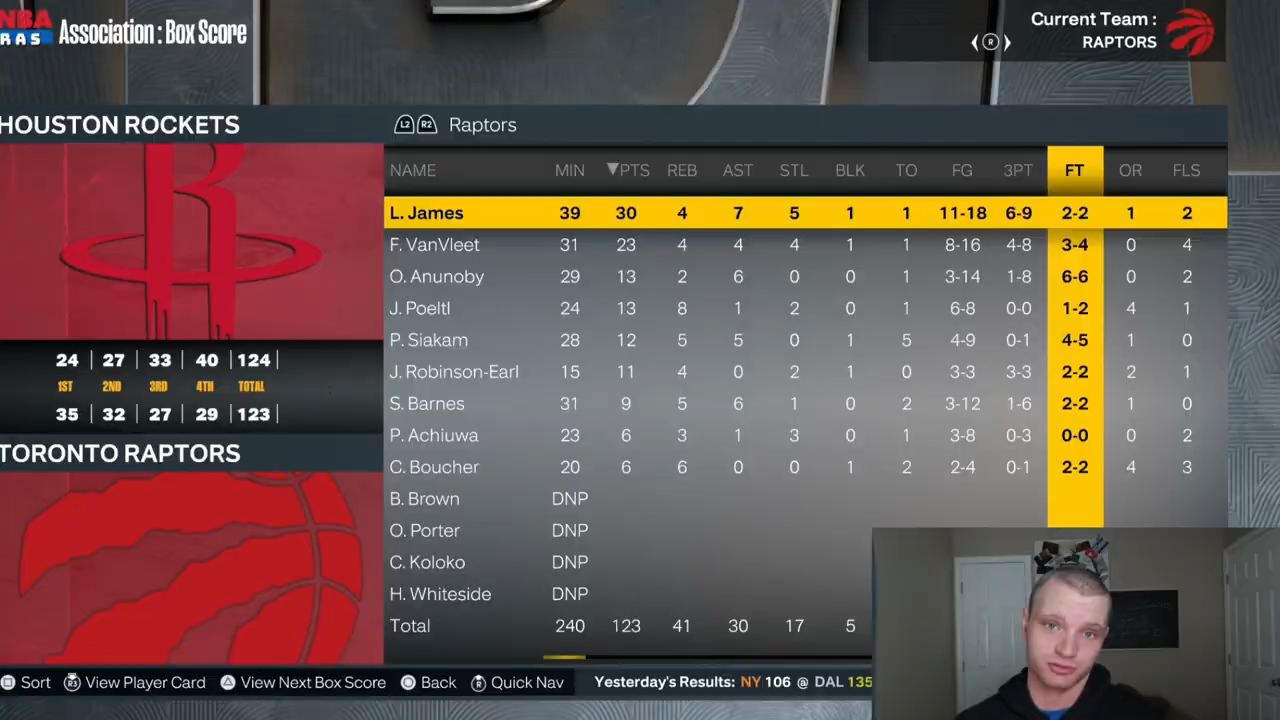 NBA
RAS Association : Box Score
Current Team :
R RAPTORS
HOUSTON ROCKETS
L2 R2 Raptors
NAME MIN ▼PTS REB AST STL BLK TO FG 3PT FT OR FLS
L. James 39 30 4 7 5 1 1 11-18 6-9 2-2 1 2
F. VanVleet 31 23 4 4 4 1 1 8-16 4-8 3-4 0 4
O. Anunoby 29 13 2 6 0 0 1 3-14 1-8 6-6 0 2
J. Poeltl 24 13 8 1 2 0 1 6-8 0-0 1-2 4 1
P. Siakam 28 12 5 5 0 1 5 4-9 0-1 4-5 1 0
J. Robinson-Earl 15 11 4 0 2 1 0 3-3 3-3 2-2 2 1
S. Barnes 31 9 5 6 1 0 2 3-12 1-6 2-2 1 0
P. Achiuwa 23 6 3 1 3 0 1 3-8 0-3 0-0 0 2
C. Boucher 20 6 6 0 0 1 2 2-4 0-1 2-2 4 3
B. Brown DNP
O. Porter DNP
C. Koloko DNP
H. Whiteside DNP
Total 240 123 41 30 17 5
24 | 27 | 33 | 40 | 124 |
1ST 2ND 3RD 4TH TOTAL
35 | 32 | 27 | 29 | 123 |
TORONTO RAPTORS
Sort R3 View Player Card View Next Box Score Back R Quick Nav Yesterday's Results: NY 106 @ DAL 135